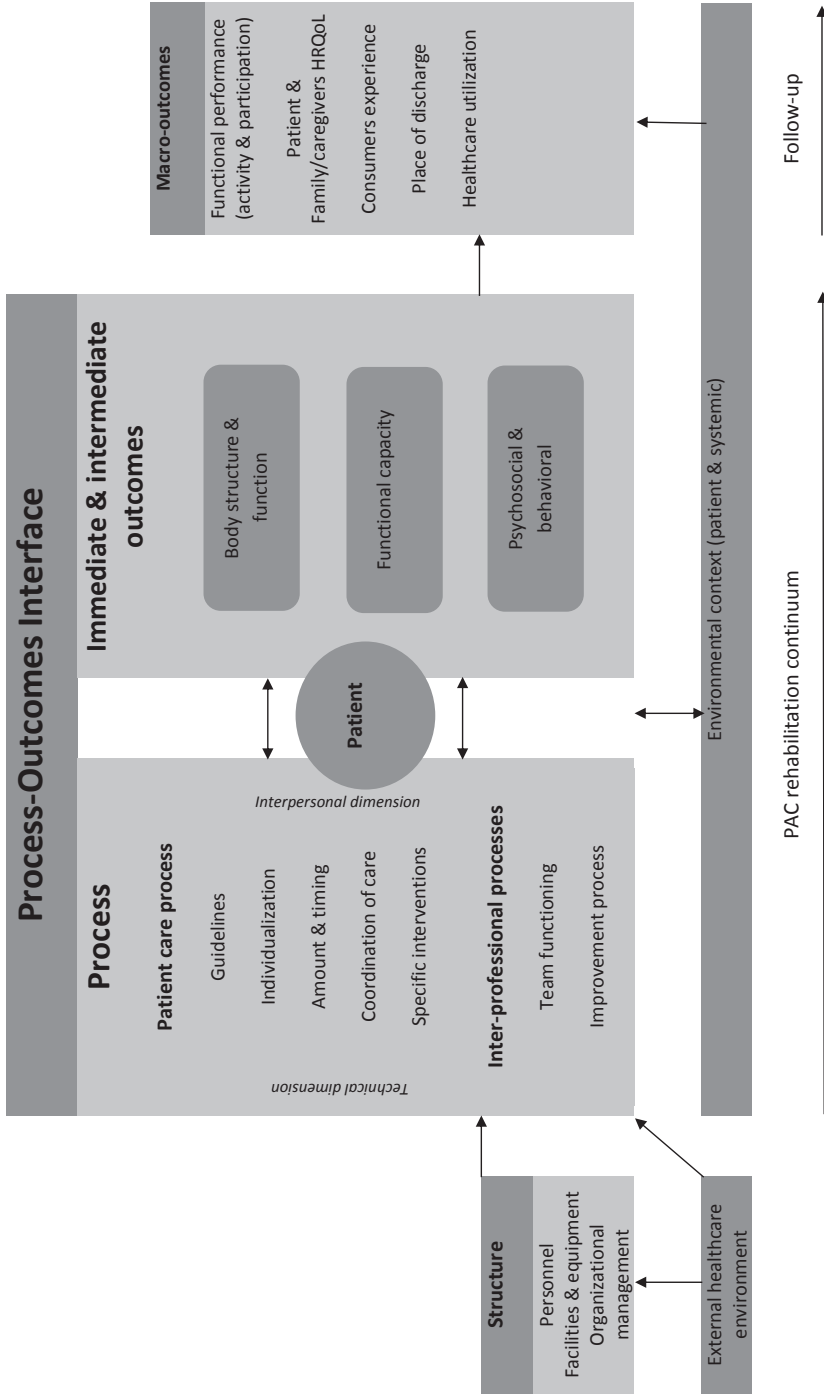 Process-Outcomes Interface
Structure
Personnel
Facilities & equipment
Organizational
management
External healthcare
environment
Process
Patient care process
Guidelines
Individualization
Amount & timing
Coordination of care
Specific interventions
Inter-professional processes
Team functioning
Improvement process
Technical dimension
Interpersonal dimension
Patient
Immediate & intermediate
outcomes
Body structure &
function
Functional capacity
Psychosocial &
behavioral
Macro-outcomes
Functional performance
(activity & participation)
Patient &
Family/caregivers HRQoL
Consumers experience
Place of discharge
Healthcare utilization
Environmental context (patient & systemic)
PAC rehabilitation continuum
Follow-up